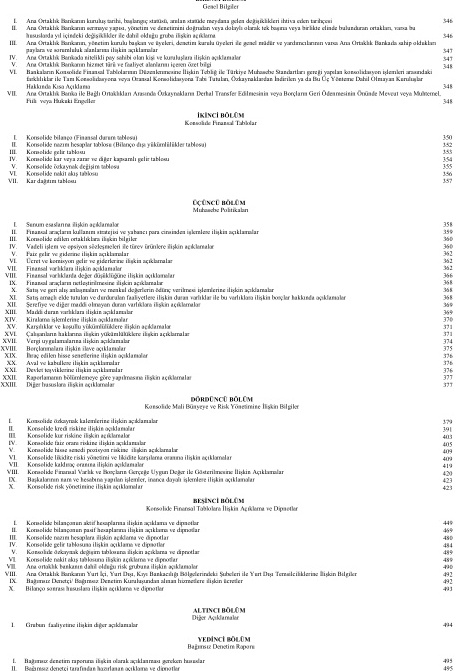 Genel Bilgiler
I. Ana Ortaklık Bankanın kuruluş tarihi, başlangıç statüsü, anılan statüde meydana gelen değişiklikleri ihtiva eden tarihçesi 346
II. Ana Ortaklık Bankanın sermaye yapısı, yönetim ve denetimini doğrudan veya dolaylı olarak tek başına veya birlikte elinde bulunduran ortakları, varsa bu
hususlarda yıl içindeki değişiklikler ile dahil olduğu gruba ilişkin açıklama 346
III. Ana Ortaklık Bankanın, yönetim kurulu başkan ve üyeleri, denetim kurulu üyeleri ile genel müdür ve yardımcılarının varsa Ana Ortaklık Bankada sahip oldukları
payları ve sorumluluk alanlarına ilişkin açıklamalar 347
IV. Ana Ortaklık Bankada nitelikli pay sahibi olan kişi ve kuruluşlara ilişkin açıklamalar 347
V. Ana Ortaklık Bankanın hizmet türü ve faaliyet alanlarını içeren özet bilgi 348
VI. Bankaların Konsolide Finansal Tablolarının Düzenlenmesine İlişkin Tebliğ ile Türkiye Muhasebe Standartları gereği yapılan konsolidasyon işlemleri arasındaki
farklılıklar ile Tam Konsolidasyona veya Oransal Konsolidasyona Tabi Tutulan, Özkaynaklardan İndirilen ya da Bu Üç Yönteme Dahil Olmayan Kuruluşlar
Hakkında Kısa Açıklama 348
VII. Ana Ortaklık Banka ile Bağlı Ortaklıkları Arasında Özkaynakların Derhal Transfer Edilmesinin veya Borçların Geri Ödenmesinin Önünde Mevcut veya Muhtemel,
Fiili veya Hukuki Engeller 348
İKİNCİ BÖLÜM
Konsolide Finansal Tablolar
I. Konsolide bilanço (Finansal durum tablosu) 350
II. Konsolide nazım hesaplar tablosu (Bilanço dışı yükümlülükler tablosu) 352
III. Konsolide gelir tablosu 353
IV. Konsolide kar veya zarar ve diğer kapsamlı gelir tablosu 354
V. Konsolide özkaynak değişim tablosu 355
VI. Konsolide nakit akış tablosu 356
VII. Kar dağıtım tablosu 357
ÜÇÜNCÜ BÖLÜM
Muhasebe Politikaları
I. Sunum esaslarına ilişkin açıklamalar 358
II. Finansal araçların kullanım stratejisi ve yabancı para cinsinden işlemlere ilişkin açıklamalar 359
III. Konsolide edilen ortaklıklara ilişkin bilgiler 360
IV. Vadeli işlem ve opsiyon sözleşmeleri ile türev ürünlere ilişkin açıklamalar 360
V. Faiz gelir ve giderine ilişkin açıklamalar 362
VI. Ücret ve komisyon gelir ve giderlerine ilişkin açıklamalar 362
VII. Finansal varlıklara ilişkin açıklamalar 362
VIII. Finansal varlıklarda değer düşüklüğüne ilişkin açıklamalar 366
IX. Finansal araçların netleştirilmesine ilişkin açıklamalar 368
X. Satış ve geri alış anlaşmaları ve menkul değerlerin ödünç verilmesi işlemlerine ilişkin açıklamalar 368
XI. Satış amaçlı elde tutulan ve durdurulan faaliyetlere ilişkin duran varlıklar ile bu varlıklara ilişkin borçlar hakkında açıklamalar 368
XII. Şerefiye ve diğer maddi olmayan duran varlıklara ilişkin açıklamalar 369
XIII. Maddi duran varlıklara ilişkin açıklamalar 369
XIV. Kiralama işlemlerine ilişkin açıklamalar 370
XV. Karşılıklar ve koşullu yükümlülüklere ilişkin açıklamalar 371
XVI. Çalışanların haklarına ilişkin yükümlülüklere ilişkin açıklamalar 371
XVII. Vergi uygulamalarına ilişkin açıklamalar 374
XVIII. Borçlanmalara ilişkin ilave açıklamalar 375
XIX. İhraç edilen hisse senetlerine ilişkin açıklamalar 376
XX. Aval ve kabullere ilişkin açıklamalar 376
XXI. Devlet teşviklerine ilişkin açıklamalar 376
XXII. Raporlamanın bölümlemeye göre yapılmasına ilişkin açıklamalar 377
XXIII. Diğer hususlara ilişkin açıklamalar 377
DÖRDÜNCÜ BÖLÜM
Konsolide Mali Bünyeye ve Risk Yönetimine İlişkin Bilgiler
I. Konsolide özkaynak kalemlerine ilişkin açıklamalar 379
II. Konsolide kredi riskine ilişkin açıklamalar 391
III. Konsolide kur riskine ilişkin açıklamalar 403
IV. Konsolide faiz oranı riskine ilişkin açıklamalar 405
V. Konsolide hisse senedi pozisyon riskine ilişkin açıklamalar 409
VI. Konsolide likidite riski yönetimi ve likidite karşılama oranına ilişkin açıklamalar 409
VII. Konsolide kaldıraç oranına ilişkin açıklamalar 419
VIII. Konsolide Finansal Varlık ve Borçların Gerçeğe Uygun Değer ile Gösterilmesine İlişkin Açıklamalar 420
IX. Başkalarının nam ve hesabına yapılan işlemler, inanca dayalı işlemlere ilişkin açıklamalar 423
X. Konsolide risk yönetimine ilişkin açıklamalar 423
BEŞİNCİ BÖLÜM
Konsolide Finansal Tablolara İlişkin Açıklama ve Dipnotlar
I. Konsolide bilançonun aktif hesaplarına ilişkin açıklama ve dipnotlar 449
II. Konsolide bilançonun pasif hesaplarına ilişkin açıklama ve dipnotlar 469
III. Konsolide nazım hesaplara ilişkin açıklama ve dipnotlar 480
IV. Konsolide gelir tablosuna ilişkin açıklama ve dipnotlar 484
V. Konsolide özkaynak değişim tablosuna ilişkin açıklama ve dipnotlar 489
VI. Konsolide nakit akış tablosuna ilişkin açıklama ve dipnotlar 489
VII. Ana ortaklık bankanın dahil olduğu risk grubuna ilişkin açıklamalar 490
VIII. Ana Ortaklık Bankanın Yurt İçi, Yurt Dışı, Kıyı Bankacılığı Bölgelerindeki Şubeleri ile Yurt Dışı Temsilciliklerine İlişkin Bilgiler 492
IX. Bağımsız Denetçi/ Bağımsız Denetim Kuruluşundan alınan hizmetlere ilişkin ücretler 492
X. Bilanço sonrası hususlara ilişkin açıklama ve dipnotlar 493
ALTINCI BÖLÜM
Diğer Açıklamalar
I. Grubun faaliyetine ilişkin diğer açıklamalar 494
YEDİNCİ BÖLÜM
Bağımsız Denetim Raporu
I. Bağımsız denetim raporuna ilişkin olarak açıklanması gereken hususlar 495
II. Bağımsız denetçi tarafından hazırlanan açıklama ve dipnotlar 495